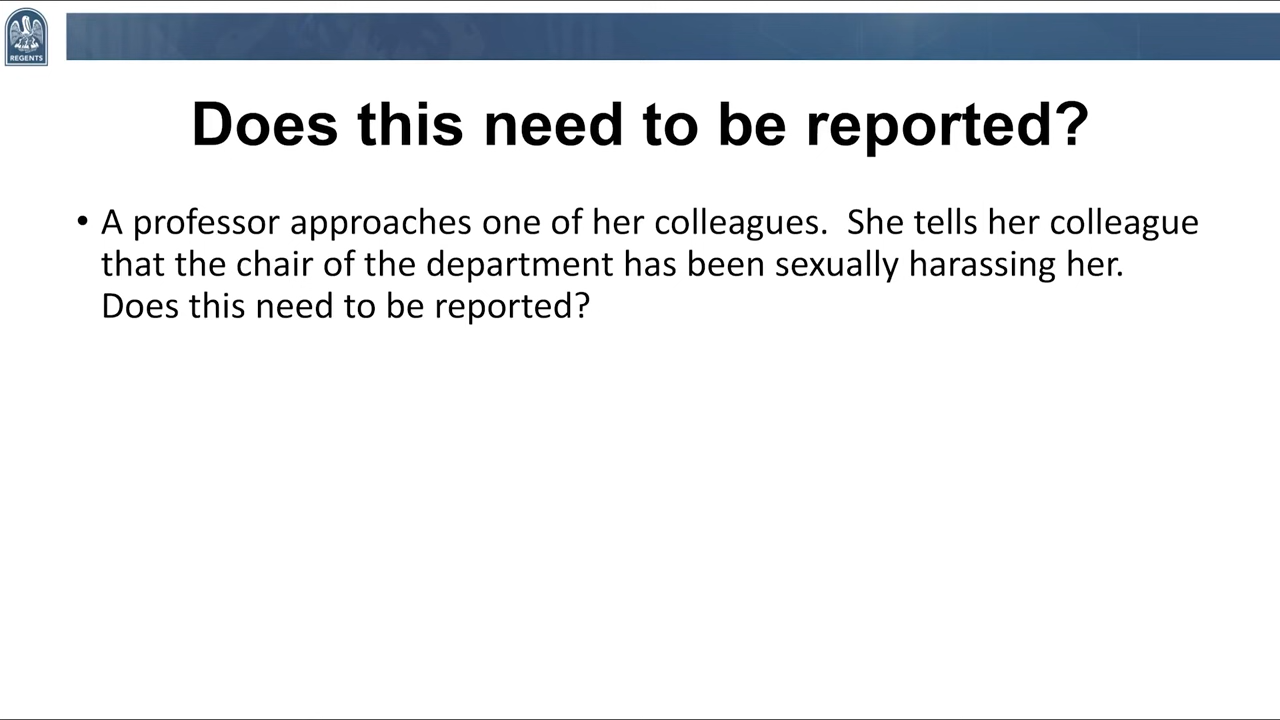 REGENTS
Does this need to be reported?
• A professor approaches one of her colleagues.  She tells her colleague
that the chair of the department has been sexually harassing her.
Does this need to be reported?